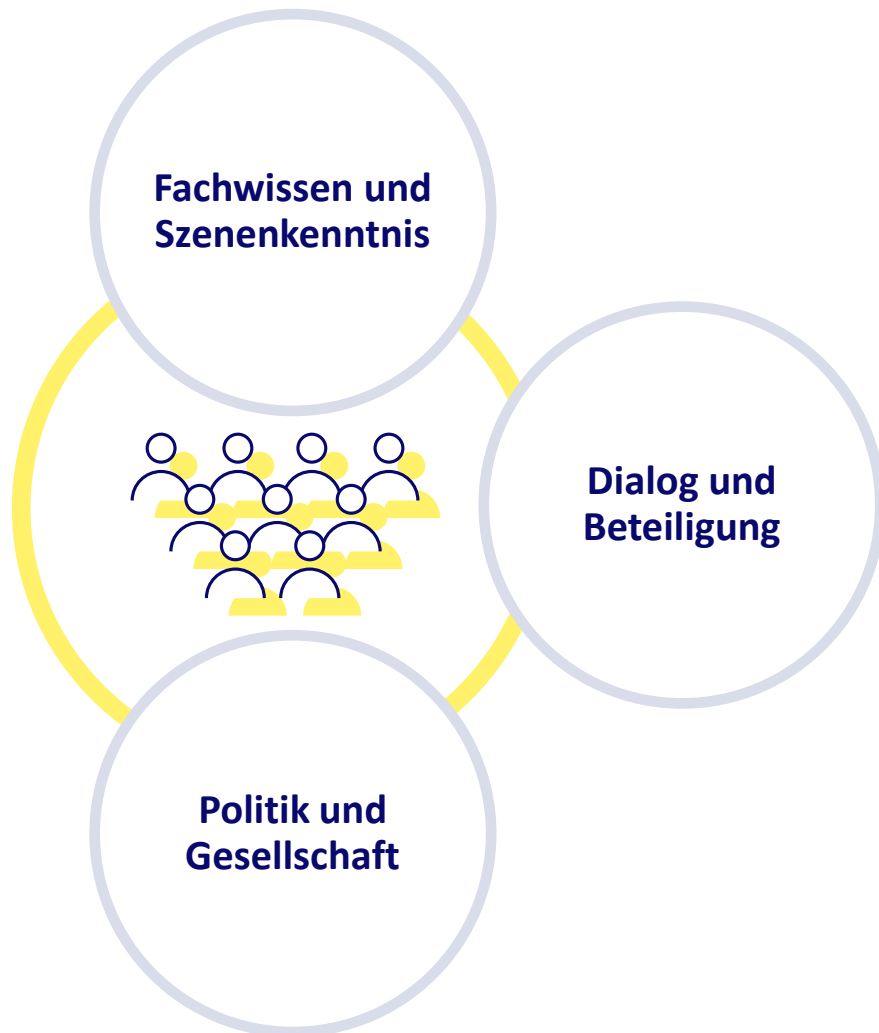 Fachwissen und
Szenenkenntnis
Dialog und
Beteiligung
Politik und
Gesellschaft